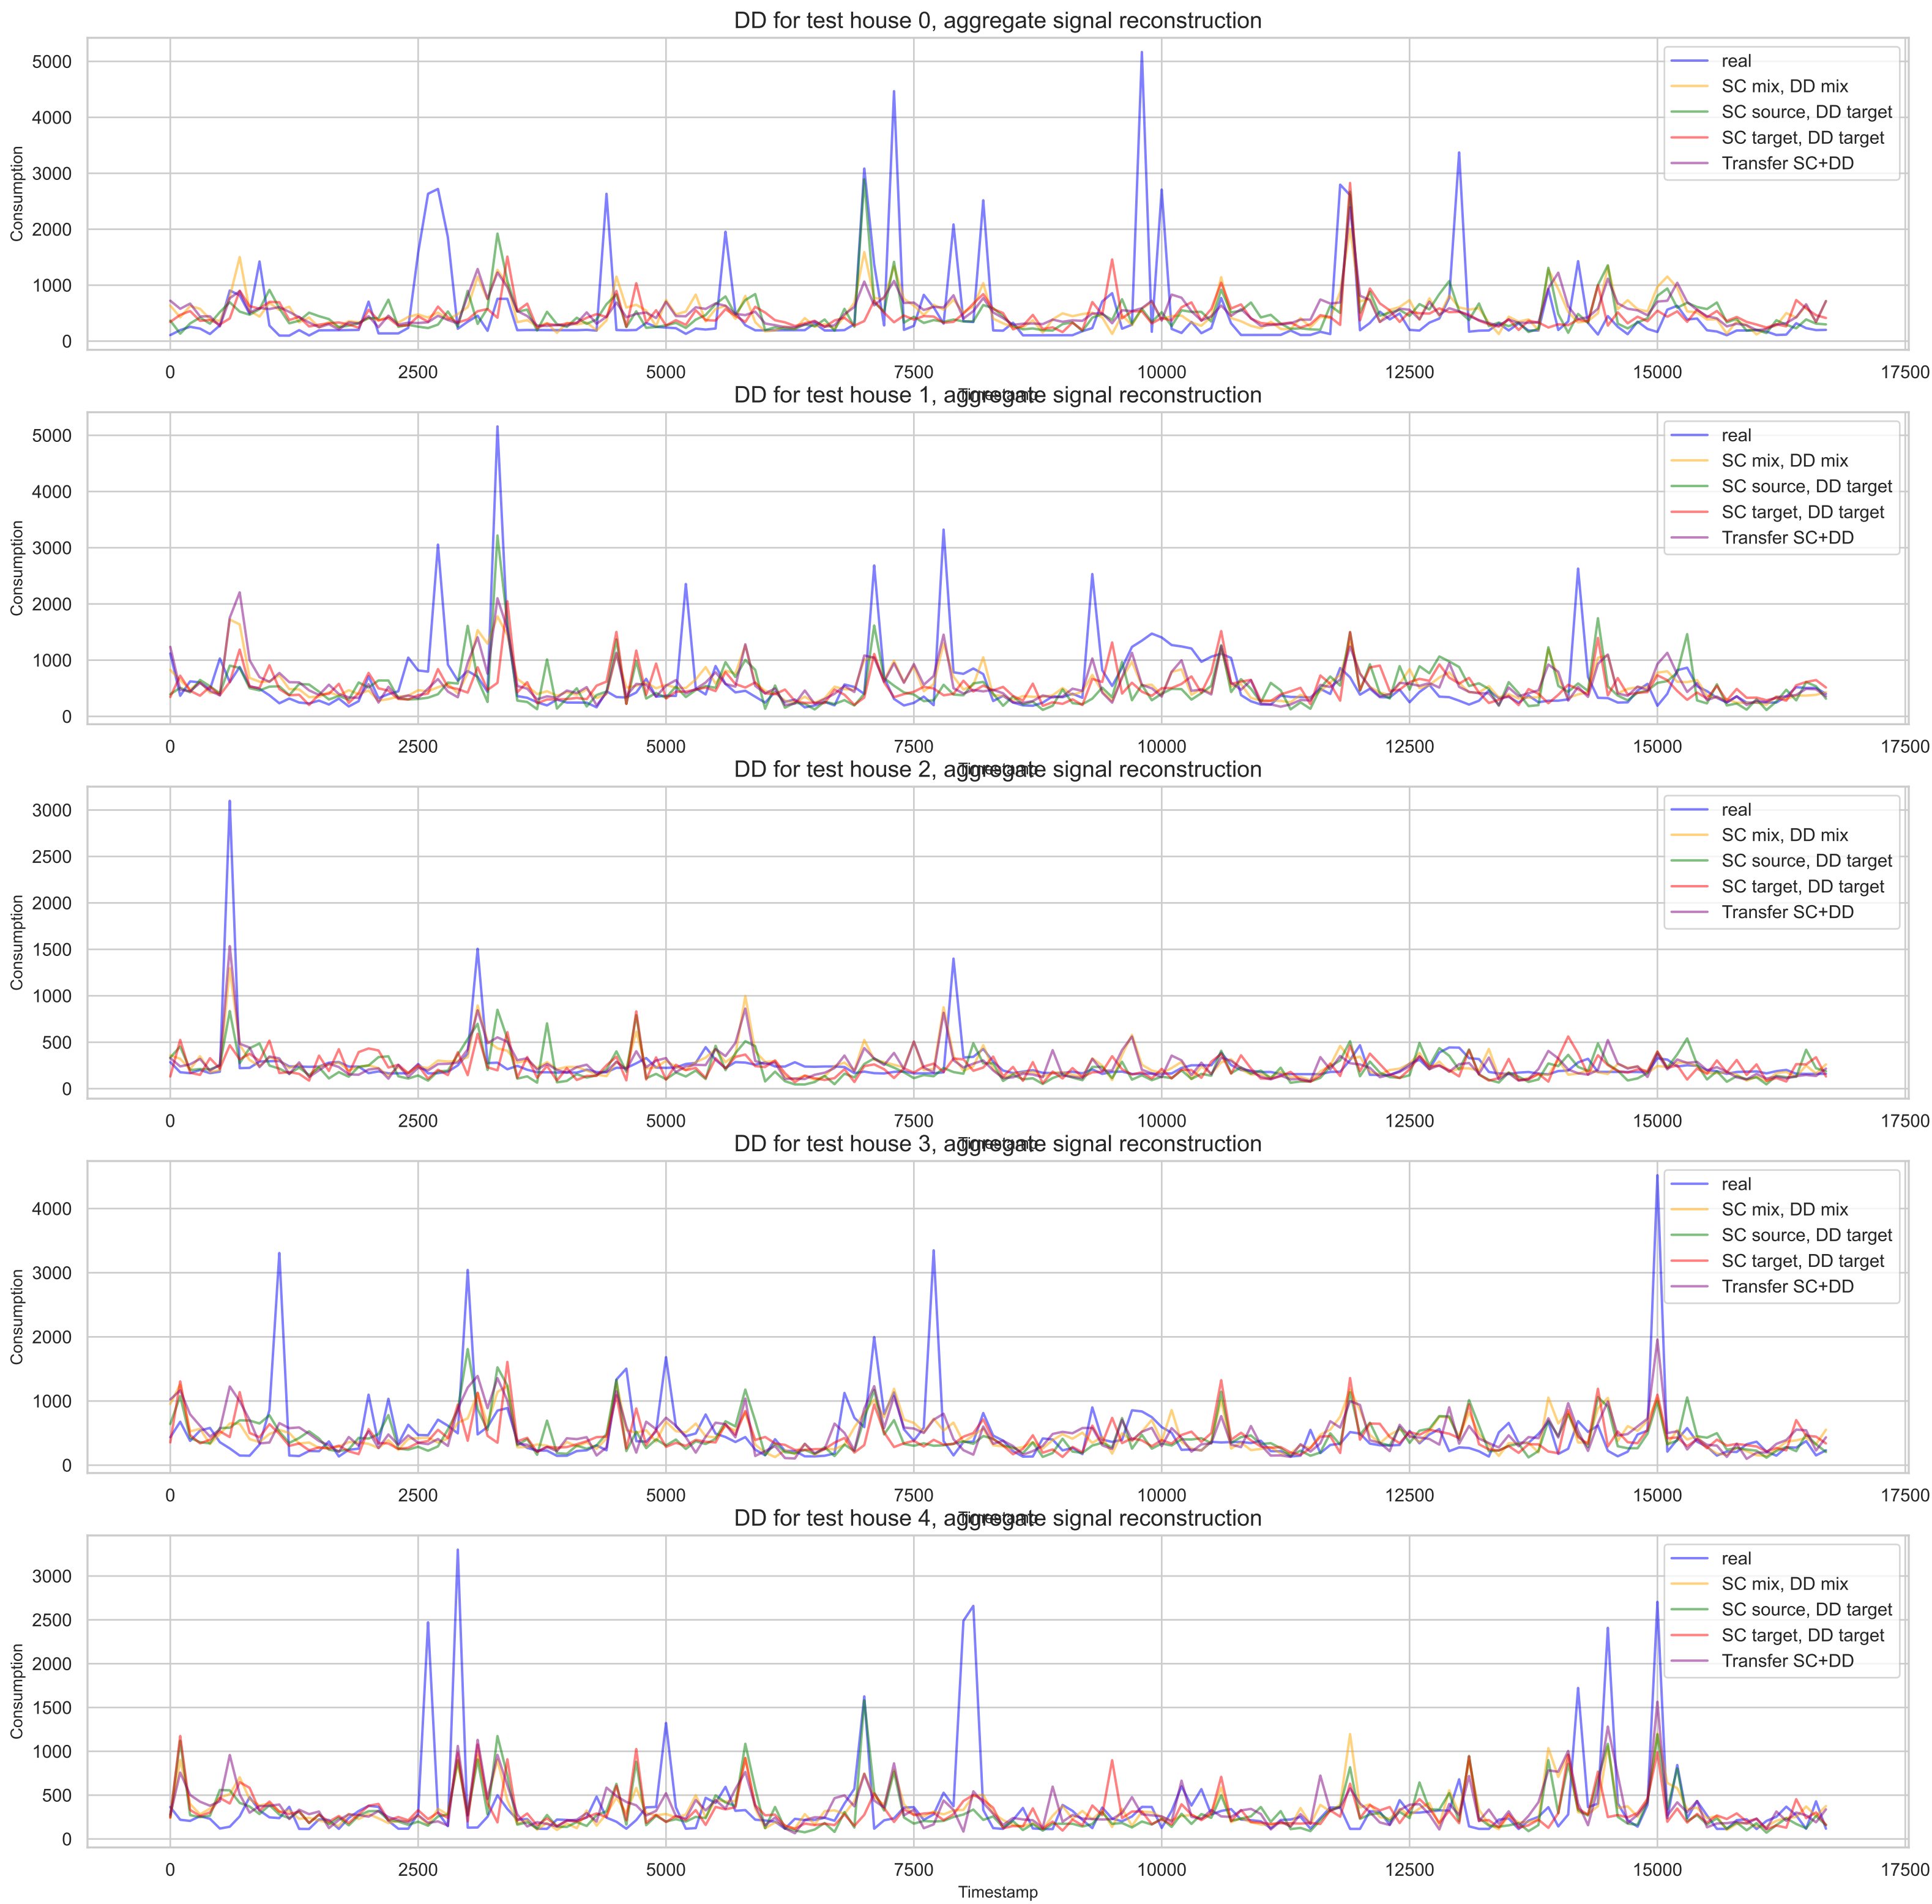 DD for test house 0, aggregate signal reconstruction
Consumption
5000
4000
3000
2000
1000
0
real
SC mix, DD mix
SC source, DD target
SC target, DD target
Transfer SC+DD
0 2500 5000 7500 10000 12500 15000 17500
Timestamp
DD for test house 1, aggregate signal reconstruction
Consumption
5000
4000
3000
2000
1000
0
real
SC mix, DD mix
SC source, DD target
SC target, DD target
Transfer SC+DD
0 2500 5000 7500 10000 12500 15000 17500
Timestamp
DD for test house 2, aggregate signal reconstruction
Consumption
3000
2500
2000
1500
1000
500
0
real
SC mix, DD mix
SC source, DD target
SC target, DD target
Transfer SC+DD
0 2500 5000 7500 10000 12500 15000 17500
Timestamp
DD for test house 3, aggregate signal reconstruction
Consumption
4000
3000
2000
1000
0
real
SC mix, DD mix
SC source, DD target
SC target, DD target
Transfer SC+DD
0 2500 5000 7500 10000 12500 15000 17500
Timestamp
DD for test house 4, aggregate signal reconstruction
Consumption
3000
2500
2000
1500
1000
500
0
real
SC mix, DD mix
SC source, DD target
SC target, DD target
Transfer SC+DD
0 2500 5000 7500 10000 12500 15000 17500
Timestamp